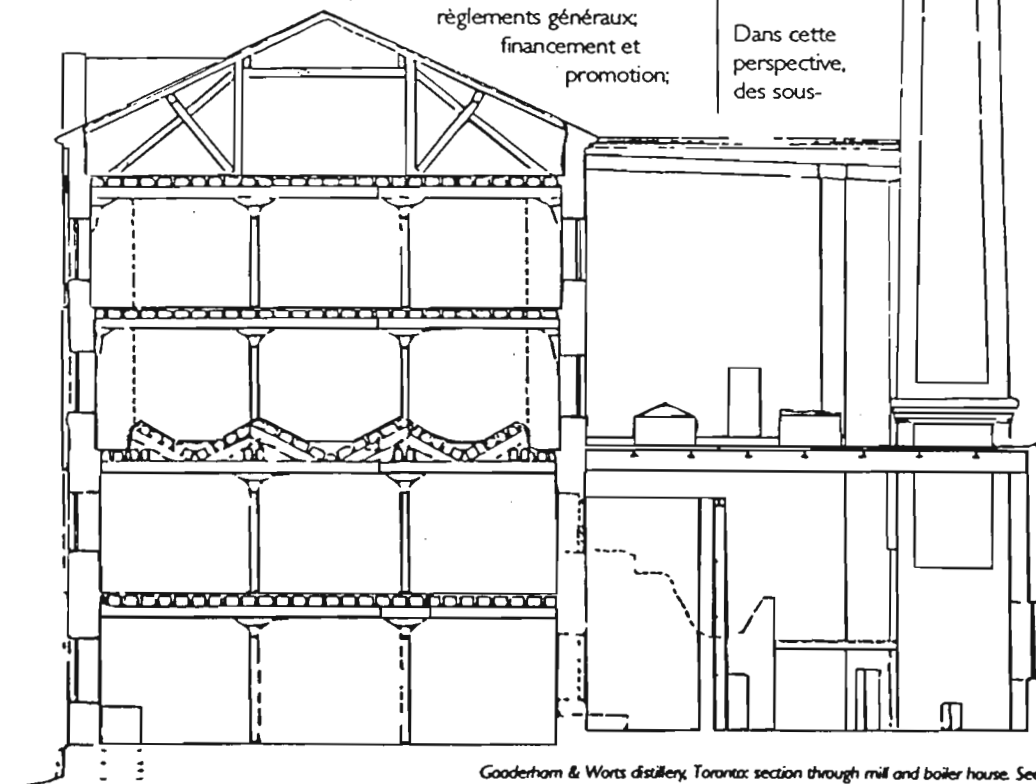 règlements généraux;
financement et
promotion;
Dans cette
perspective,
des sous-
Gooderham & Worts distillery, Toronto: section through mill and boiler house.